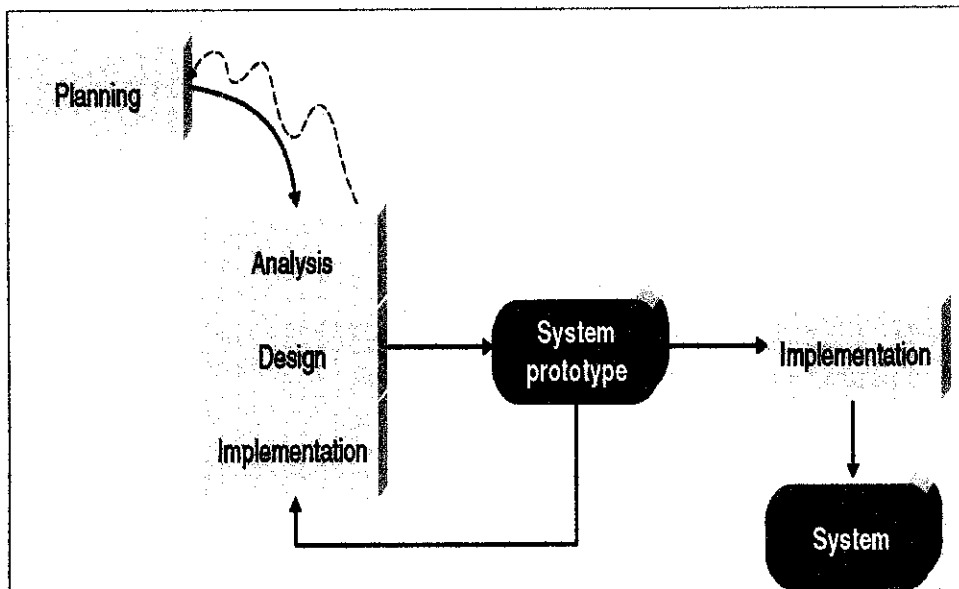 Planning
Analysis
Design
Implementation
System
prototype
Implementation
System